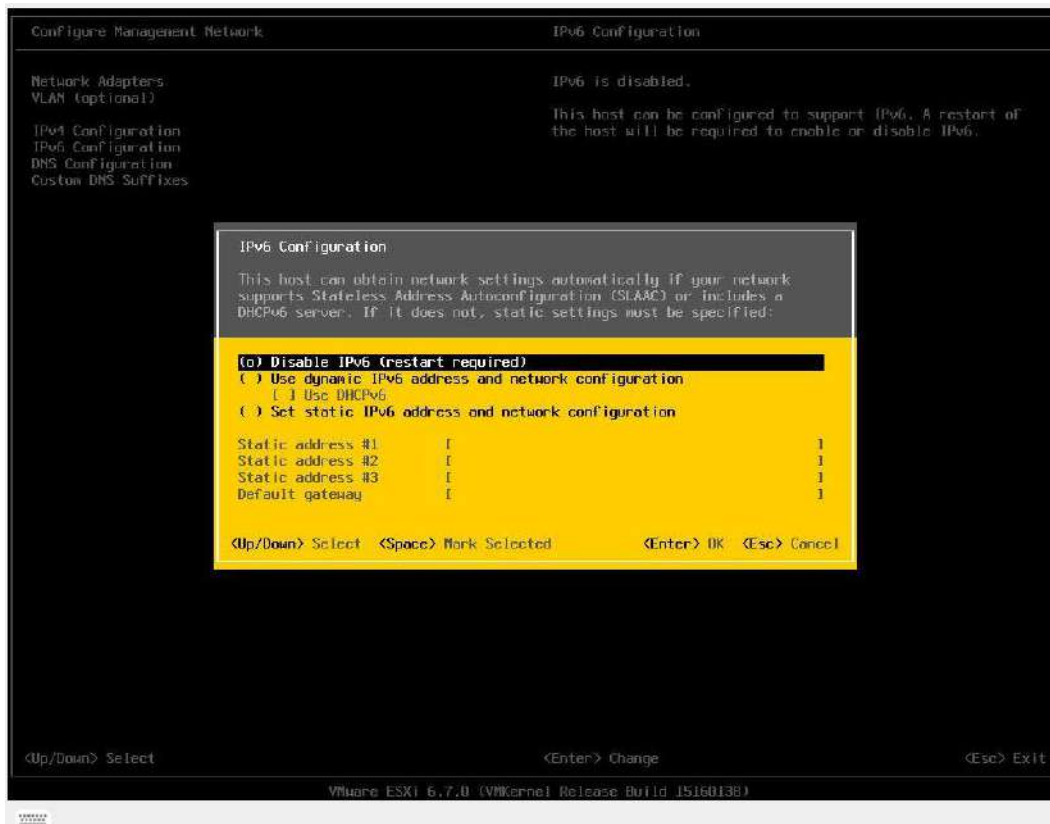 Configure Management Network
IPv6 Configuration
Network Adapters
VLAN (optional)
IPv4 Configuration
IPv6 Configuration
DNS Configuration
Custom DNS Suffixes
IPv6 is disabled.
This host can be configured to support IPv6. A restart of
the host will be required to enable or disable IPv6.
IPv6 Configuration
This host can obtain network settings automatically if your network
supports Stateless Address Autoconfiguration (SLAAC) or includes a
DHCPv6 server. If it does not, static settings must be specified:
(o) Disable IPv6 (restart required)
( ) Use dynamic IPv6 address and network configuration
[ ] Use DHCPv6
( ) Set static IPv6 address and network configuration
Static address #1 [ ]
Static address #2 [ ]
Static address #3 [ ]
Default gateway [ ]
<Up/Down> Select <Space> Mark Selected <Enter> OK <Esc> Cancel
<Up/Down> Select <Enter> Change <Esc> Exit
VMware ESXi 6.7.0 (VMKernel Release Build 15160138)